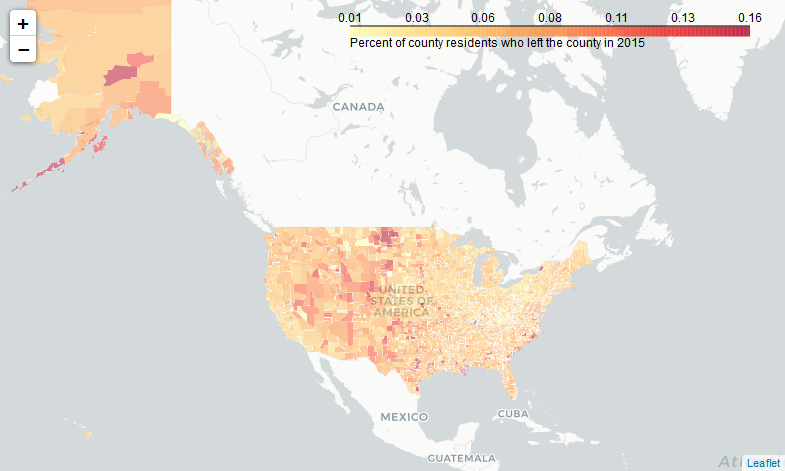 +
−
0.01 0.03 0.06 0.08 0.11 0.13 0.16
Percent of county residents who left the county in 2015
CANADA
UNITED
STATES OF
AMERICA
MEXICO
CUBA
GUATEMALA
Leaflet